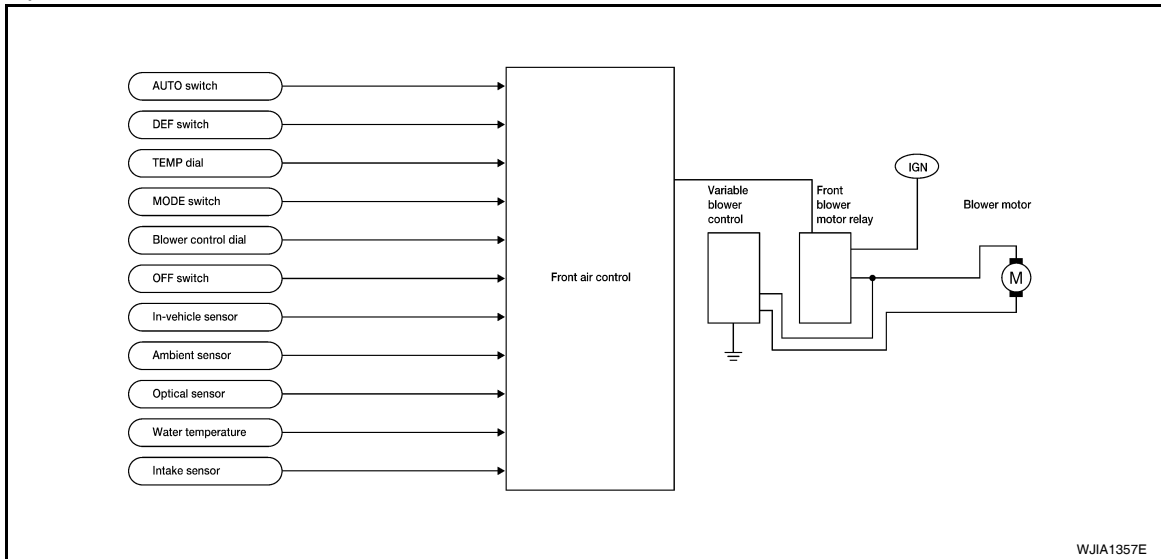 AUTO switch
DEF switch
TEMP dial
MODE switch
Blower control dial
OFF switch
In-vehicle sensor
Ambient sensor
Optical sensor
Water temperature
Intake sensor
Front air control
Variable
blower
control
Front
blower
motor relay
IGN
Blower motor
M
WJIA1357E